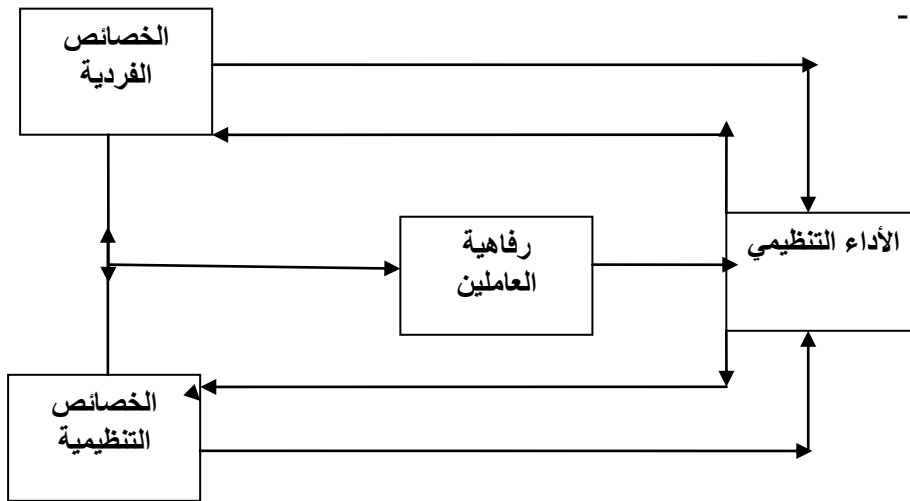 -
الخصائص
الفردية
رفاهية
العاملين
الأداء التنظيمي
الخصائص
التنظيمية